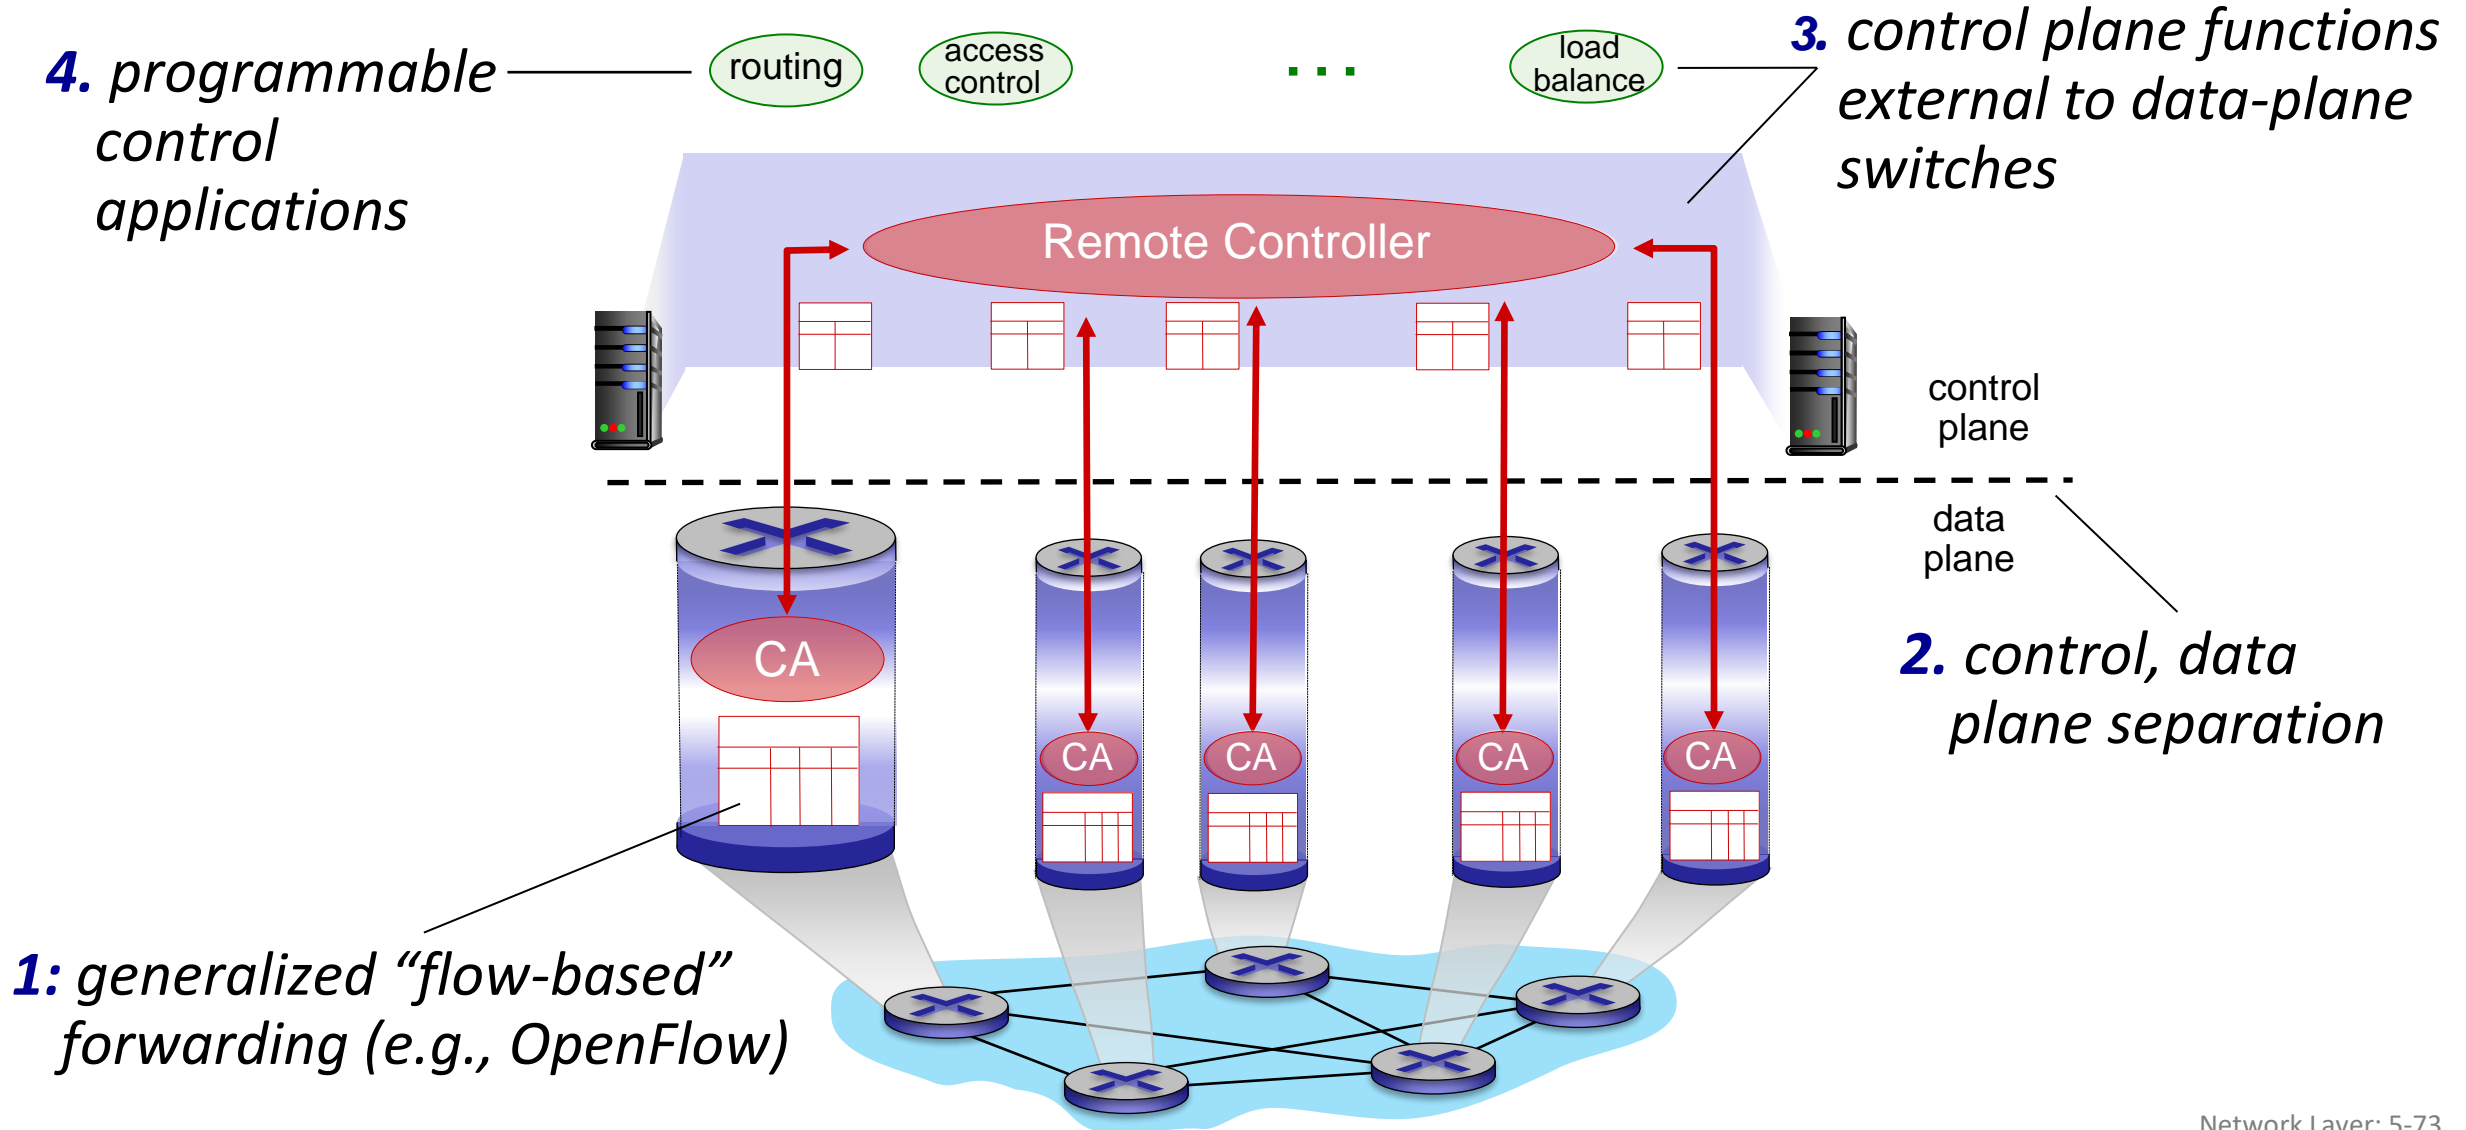 4. programmable
control
applications
routing
access
control
...
load
balance
3. control plane functions
external to data-plane
switches
Remote Controller
control
plane
data
plane
CA
CA
CA
CA
CA
2. control, data
plane separation
1: generalized “flow-based”
forwarding (e.g., OpenFlow)
Network Layer: 5-73